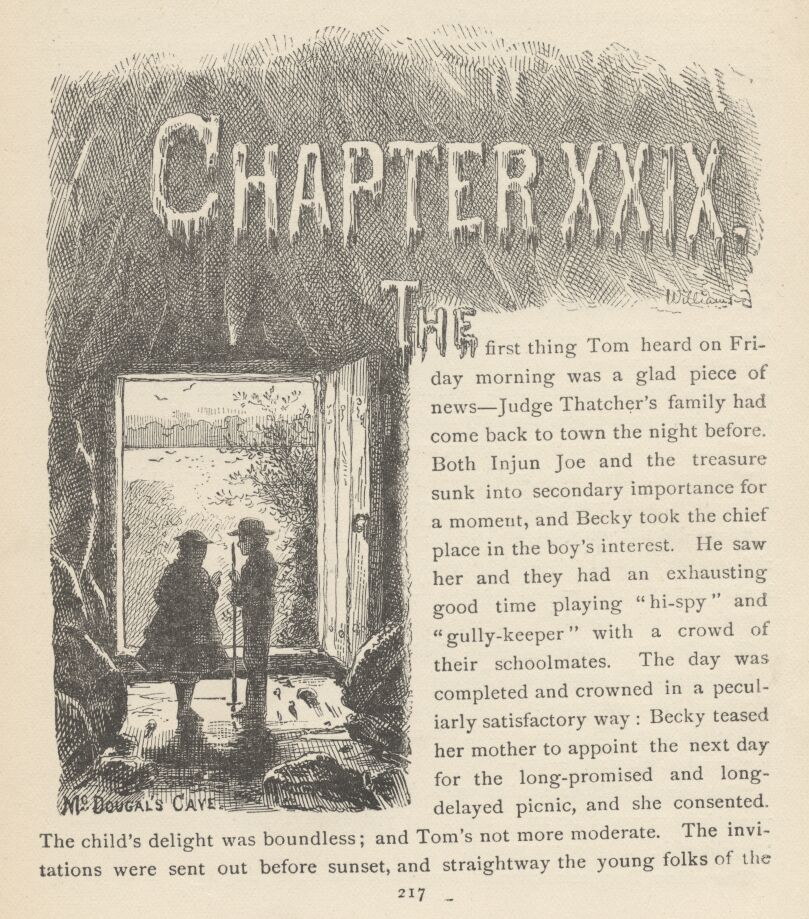 CHAPTER XXIX.
Williams
THE first thing Tom heard on Fri-
day morning was a glad piece of
news—Judge Thatcher's family had
come back to town the night before.
Both Injun Joe and the treasure
sunk into secondary importance for
a moment, and Becky took the chief
place in the boy's interest. He saw
her and they had an exhausting
good time playing "hi-spy" and
"gully-keeper" with a crowd of
their schoolmates. The day was
completed and crowned in a pecul-
iarly satisfactory way: Becky teased
her mother to appoint the next day
for the long-promised and long-
delayed picnic, and she consented.
Mc DOUGAL'S CAVE.
The child's delight was boundless; and Tom's not more moderate. The invi-
tations were sent out before sunset, and straightway the young folks of the
217